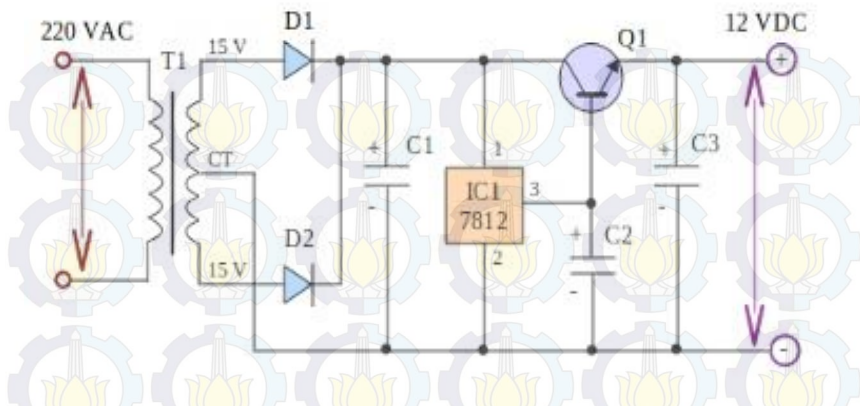 220 VAC
T1
15 V
CT
15 V
D1
D2
+
C1
-
1
IC1
7812
3
2
Q1
+
C2
-
+
C3
-
12 VDC
+
-